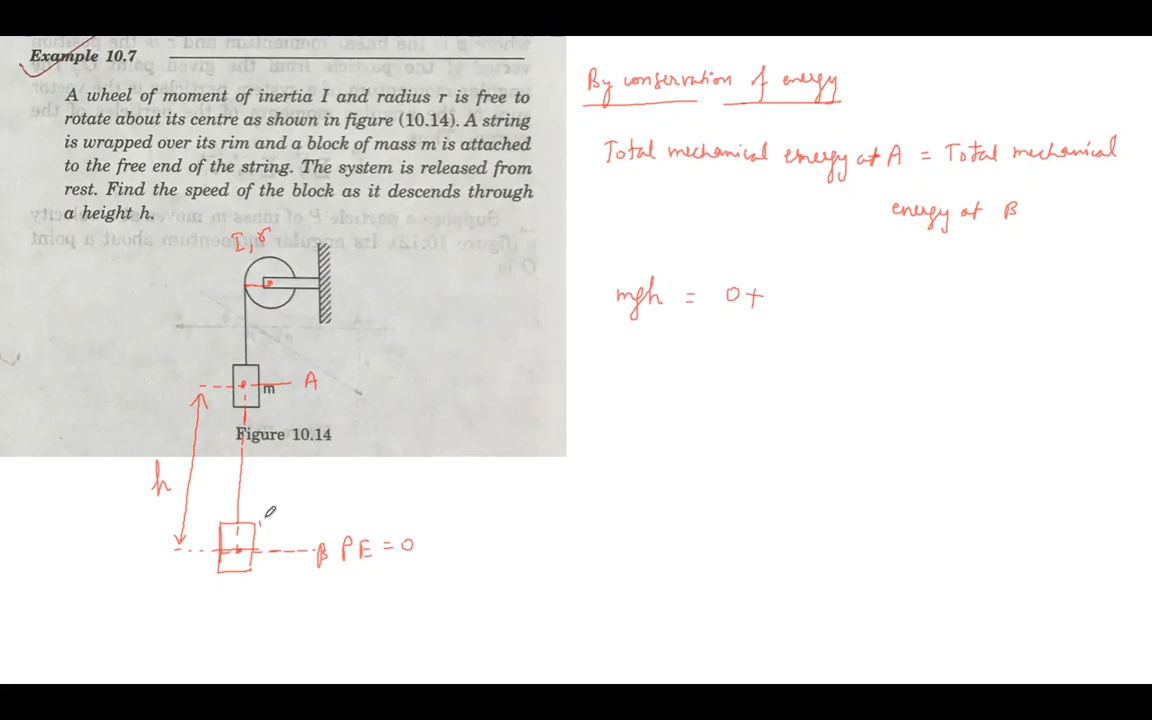 Example 10.7
A wheel of moment of inertia I and radius r is free to
rotate about its centre as shown in figure (10.14). A string
is wrapped over its rim and a block of mass m is attached
to the free end of the string. The system is released from
rest. Find the speed of the block as it descends through
a height h.
I, r
m
A
Figure 10.14
h
B PE = 0
By conservation of energy
Total mechanical energy at A = Total mechanical
energy at B
mgh = 0+